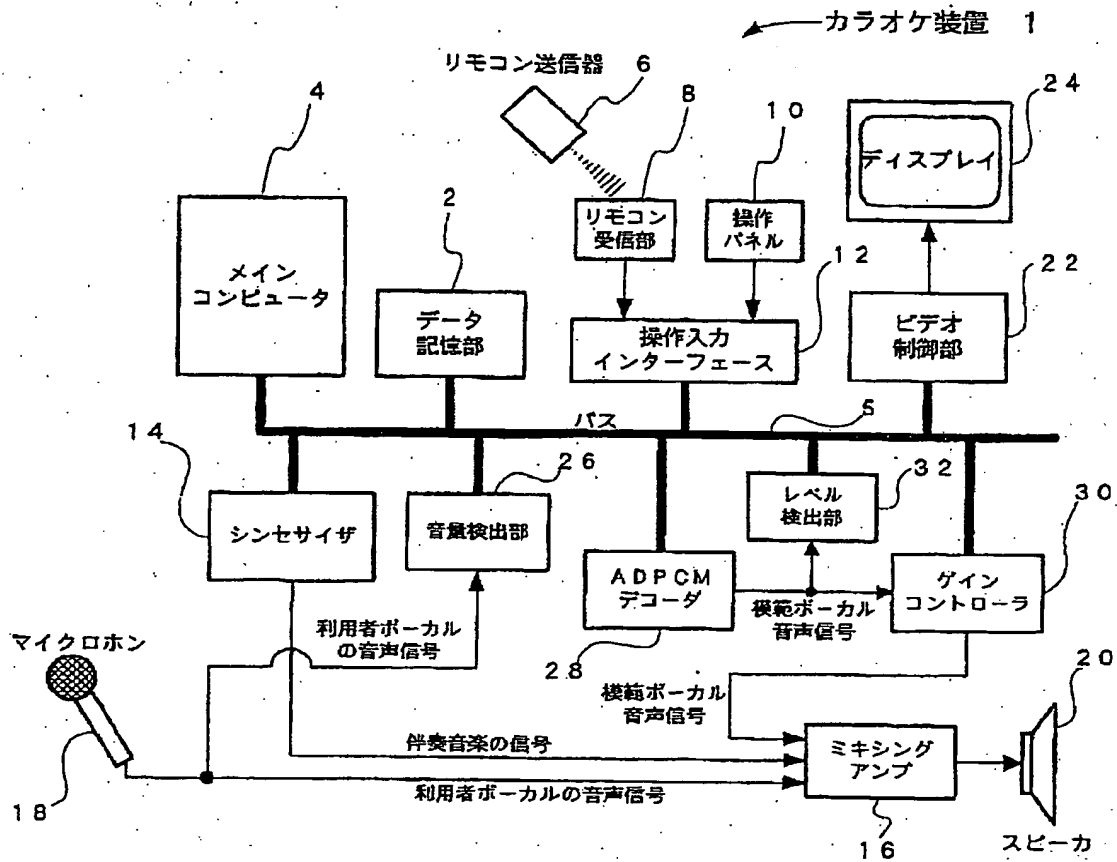 カラオケ装置 1
リモコン送信器
6
8
10
24
4
2
ディスプレイ
リモコン
受信部
操作
パネル
12
22
メイン
コンピュータ
データ
記憶部
操作入力
インターフェース
ビデオ
制御部
バス
5
14
26
32
30
シンセサイザ
音量検出部
レベル
検出部
ADPCM
デコーダ
ゲイン
コントローラ
模範ボーカル
音声信号
利用者ボーカル
の音声信号
マイクロホン
28
20
模範ボーカル
音声信号
伴奏音楽の信号
ミキシング
アンプ
18
利用者ボーカルの音声信号
16
スピーカ